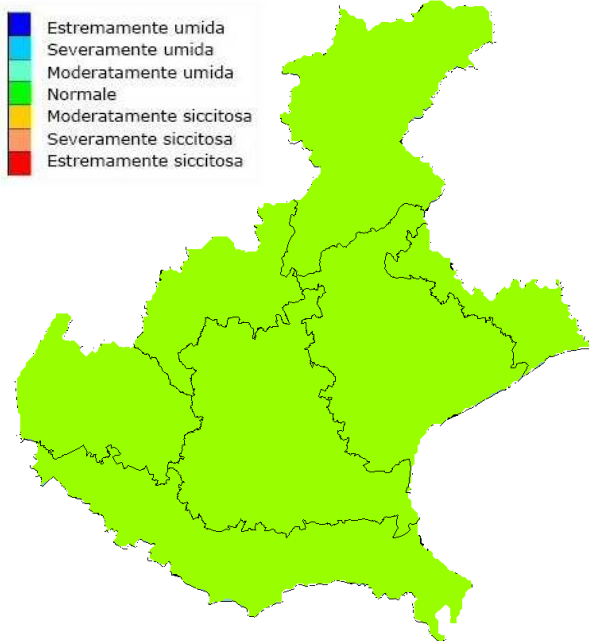 Estremamente umida
Severamente umida
Moderatamente umida
Normale
Moderatamente siccitosa
Severamente siccitosa
Estremamente siccitosa